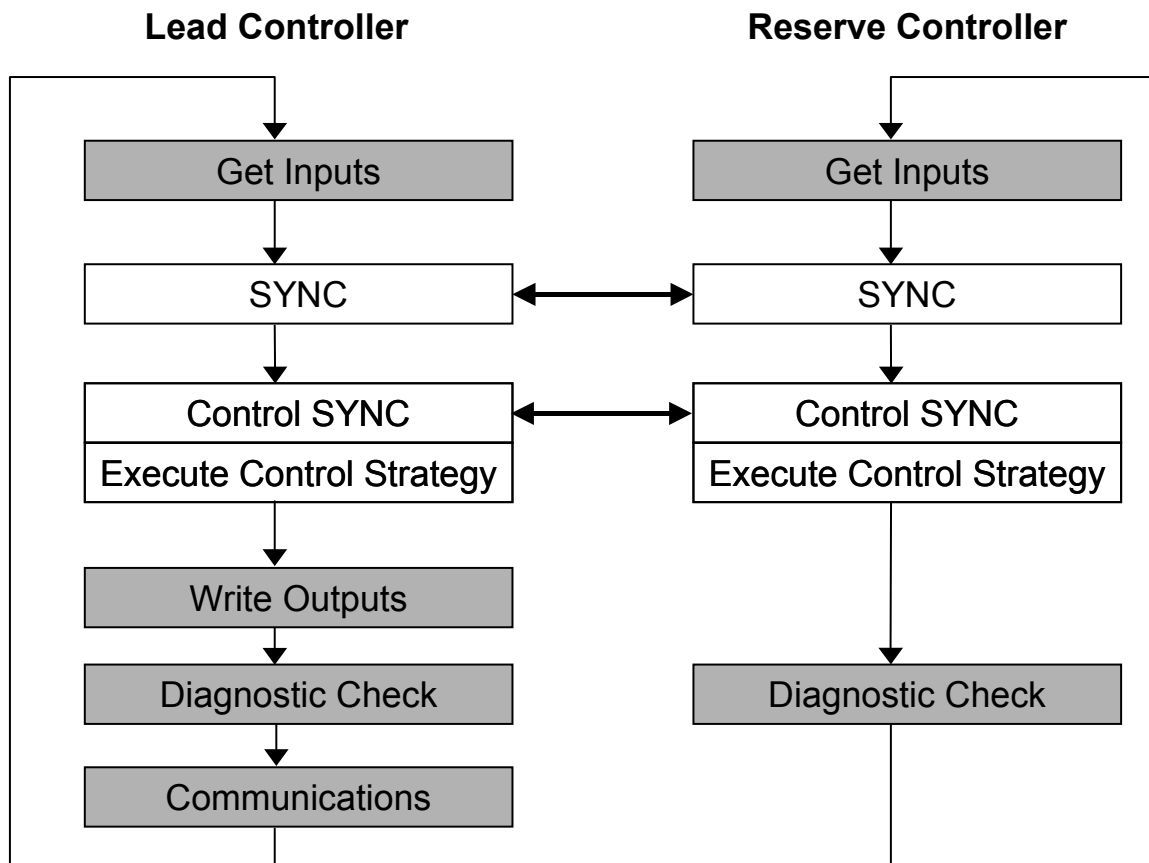 Lead Controller
Reserve Controller
Get Inputs
Get Inputs
SYNC
SYNC
Control SYNC
Control SYNC
Execute Control Strategy
Execute Control Strategy
Write Outputs
Diagnostic Check
Diagnostic Check
Communications